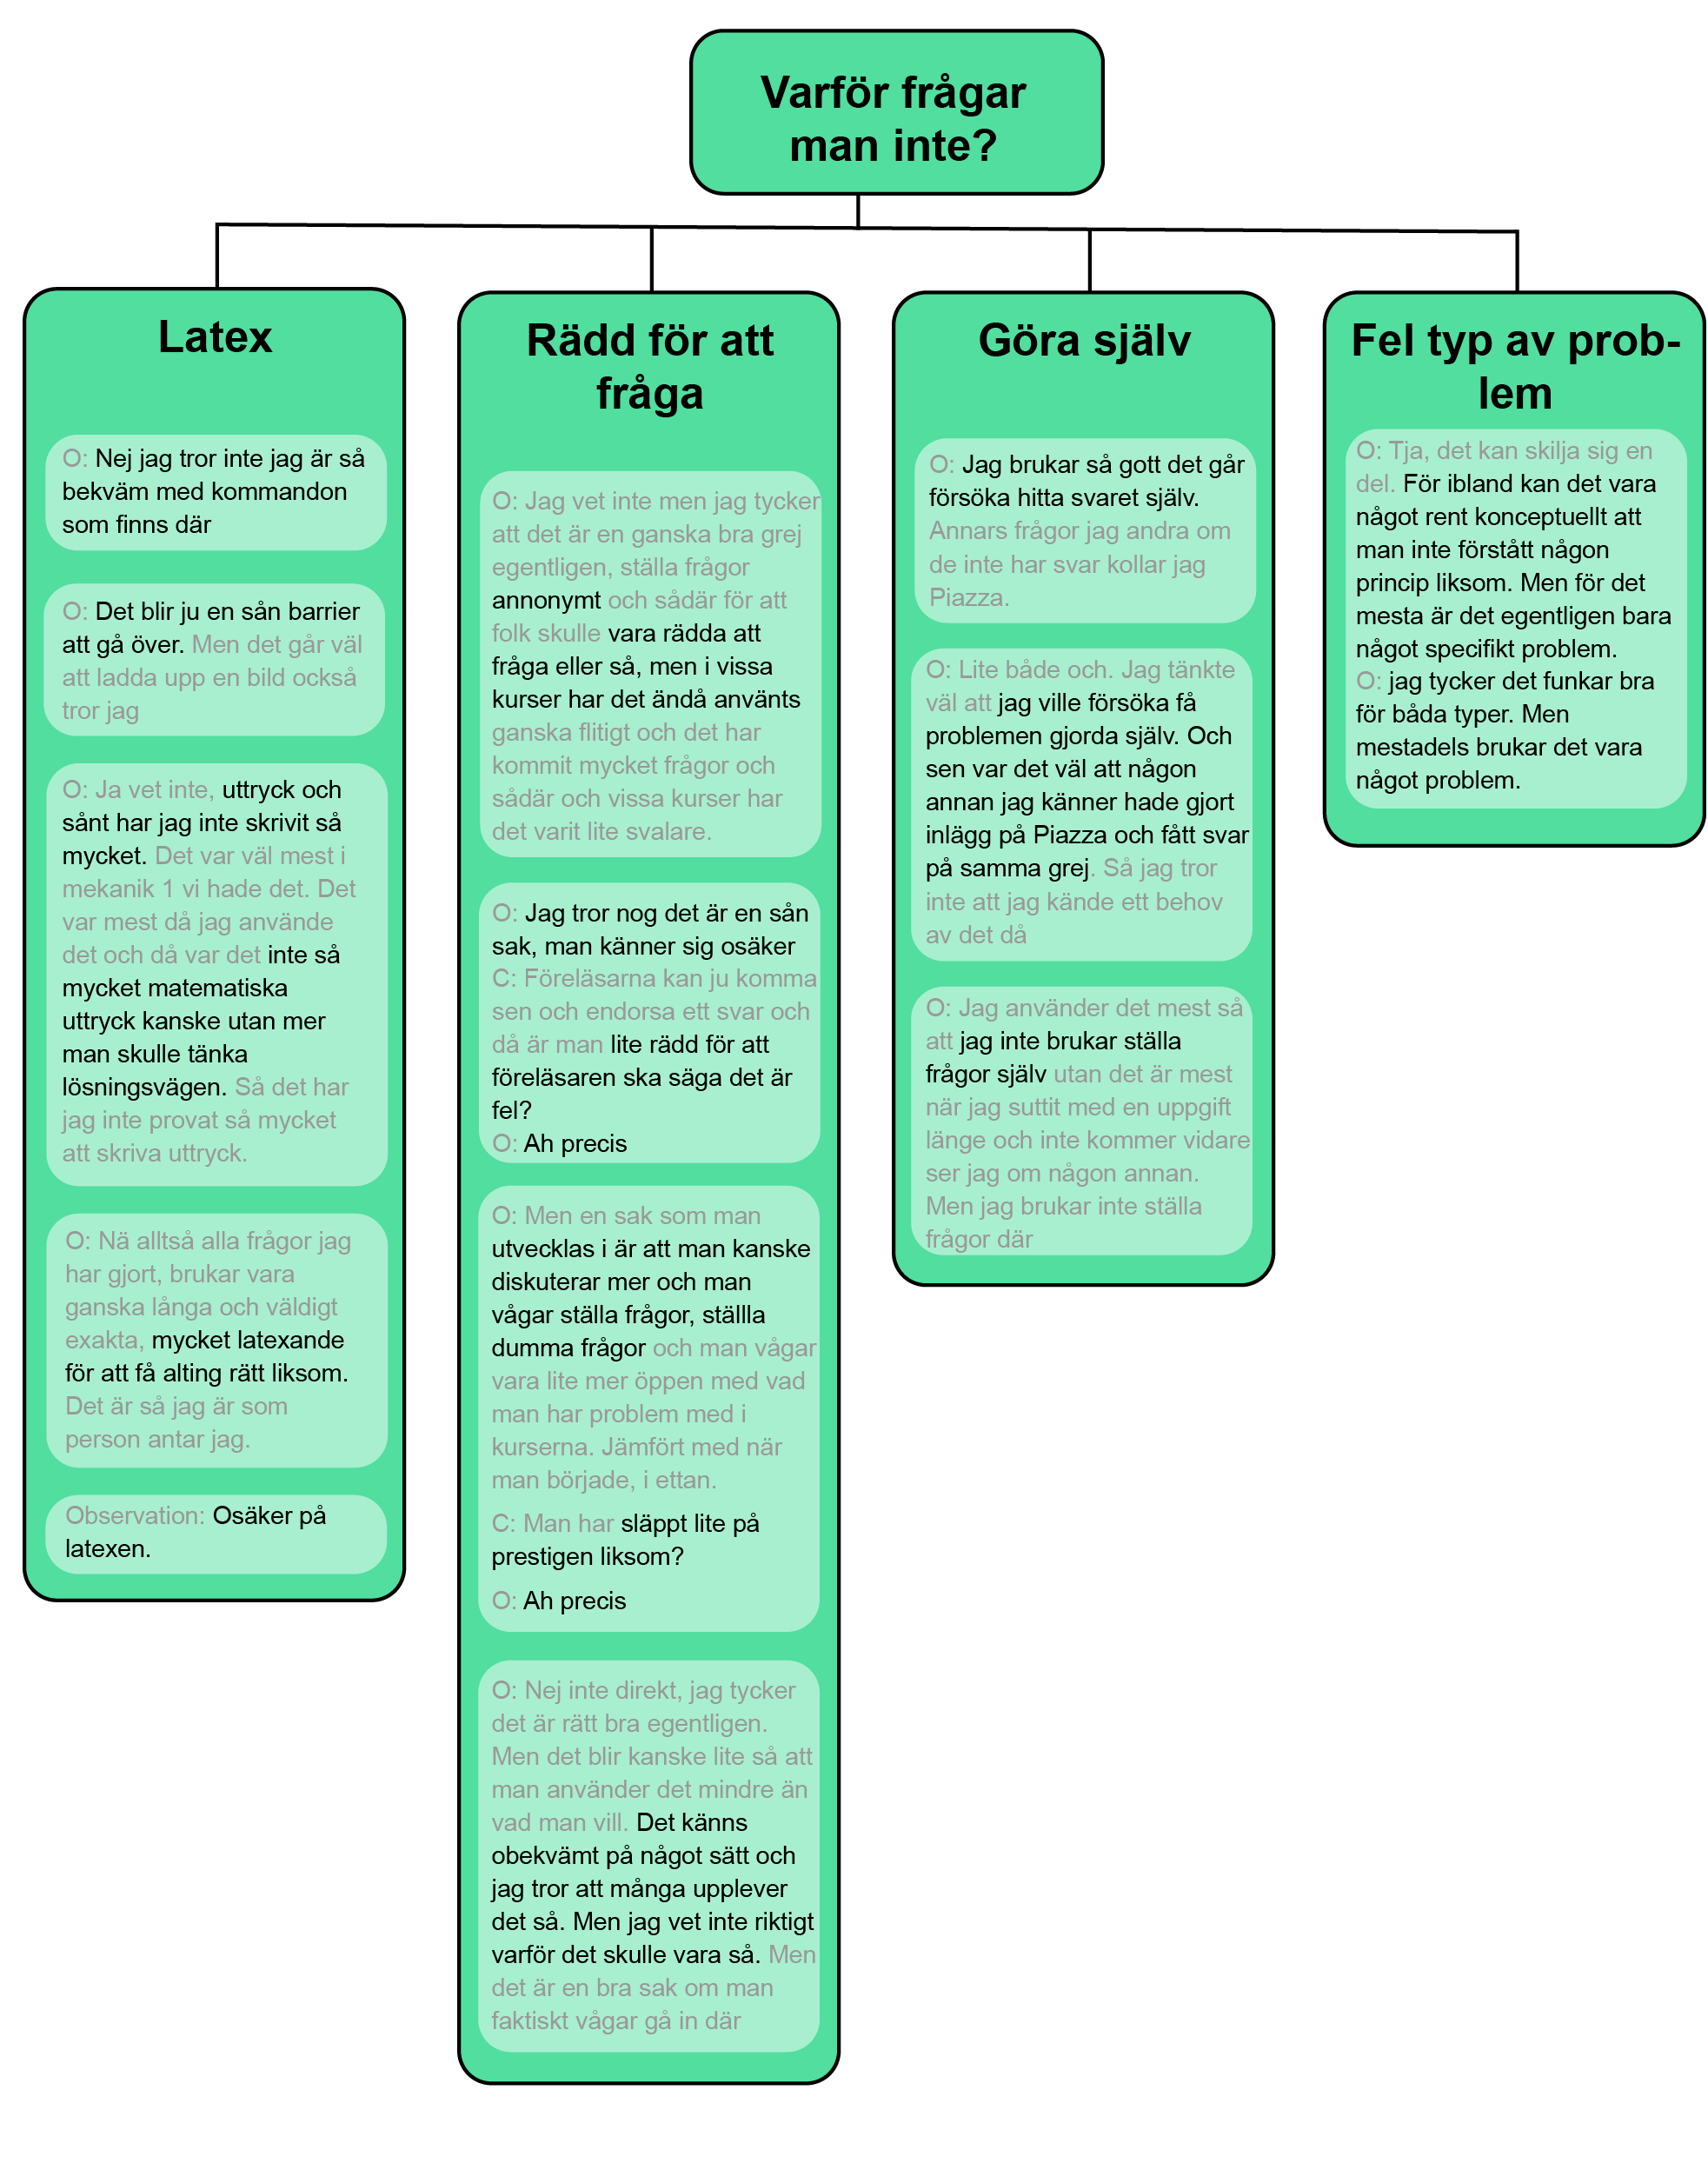 Varför frågar
man inte?
Latex
O: Nej jag tror inte jag är så
bekväm med kommandon
som finns där
O: Det blir ju en sån barrier
att gå över. Men det går väl
att ladda upp en bild också
tror jag
O: Ja vet inte, uttryck och
sånt har jag inte skrivit så
mycket. Det var väl mest i
mekanik 1 vi hade det. Det
var mest då jag använde
det och då var det inte så
mycket matematiska
uttryck kanske utan mer
man skulle tänka
lösningsvägen. Så det har
jag inte provat så mycket
att skriva uttryck.
O: Nä alltså alla frågor jag
har gjort, brukar vara
ganska långa och väldigt
exakta, mycket latexande
för att få alting rätt liksom.
Det är så jag är som
person antar jag.
Observation: Osäker på
latexen.
Rädd för att
fråga
O: Jag vet inte men jag tycker
att det är en ganska bra grej
egentligen, ställa frågor
annonymt och sådär för att
folk skulle vara rädda att
fråga eller så, men i vissa
kurser har det ändå använts
ganska flitigt och det har
kommit mycket frågor och
sådär och vissa kurser har
det varit lite svalare.
O: Jag tror nog det är en sån
sak, man känner sig osäker
C: Föreläsarna kan ju komma
sen och endorsa ett svar och
då är man lite rädd för att
föreläsaren ska säga det är
fel?
O: Ah precis
O: Men en sak som man
utvecklas i är att man kanske
diskuterar mer och man
vågar ställa frågor, ställla
dumma frågor och man vågar
vara lite mer öppen med vad
man har problem med i
kurserna. Jämfört med när
man började, i ettan.
C: Man har släppt lite på
prestigen liksom?
O: Ah precis
O: Nej inte direkt, jag tycker
det är rätt bra egentligen.
Men det blir kanske lite så att
man använder det mindre än
vad man vill. Det känns
obekvämt på något sätt och
jag tror att många upplever
det så. Men jag vet inte riktigt
varför det skulle vara så. Men
det är en bra sak om man
faktiskt vågar gå in där
Göra själv
O: Jag brukar så gott det går
försöka hitta svaret själv.
Annars frågor jag andra om
de inte har svar kollar jag
Piazza.
O: Lite både och. Jag tänkte
väl att jag ville försöka få
problemen gjorda själv. Och
sen var det väl att någon
annan jag känner hade gjort
inlägg på Piazza och fått svar
på samma grej. Så jag tror
inte att jag kände ett behov
av det då
O: Jag använder det mest så
att jag inte brukar ställa
frågor själv utan det är mest
när jag suttit med en uppgift
länge och inte kommer vidare
ser jag om någon annan.
Men jag brukar inte ställa
frågor där
Fel typ av prob-
lem
O: Tja, det kan skilja sig en
del. För ibland kan det vara
något rent konceptuellt att
man inte förstått någon
princip liksom. Men för det
mesta är det egentligen bara
något specifikt problem.
O: jag tycker det funkar bra
för båda typer. Men
mestadels brukar det vara
något problem.